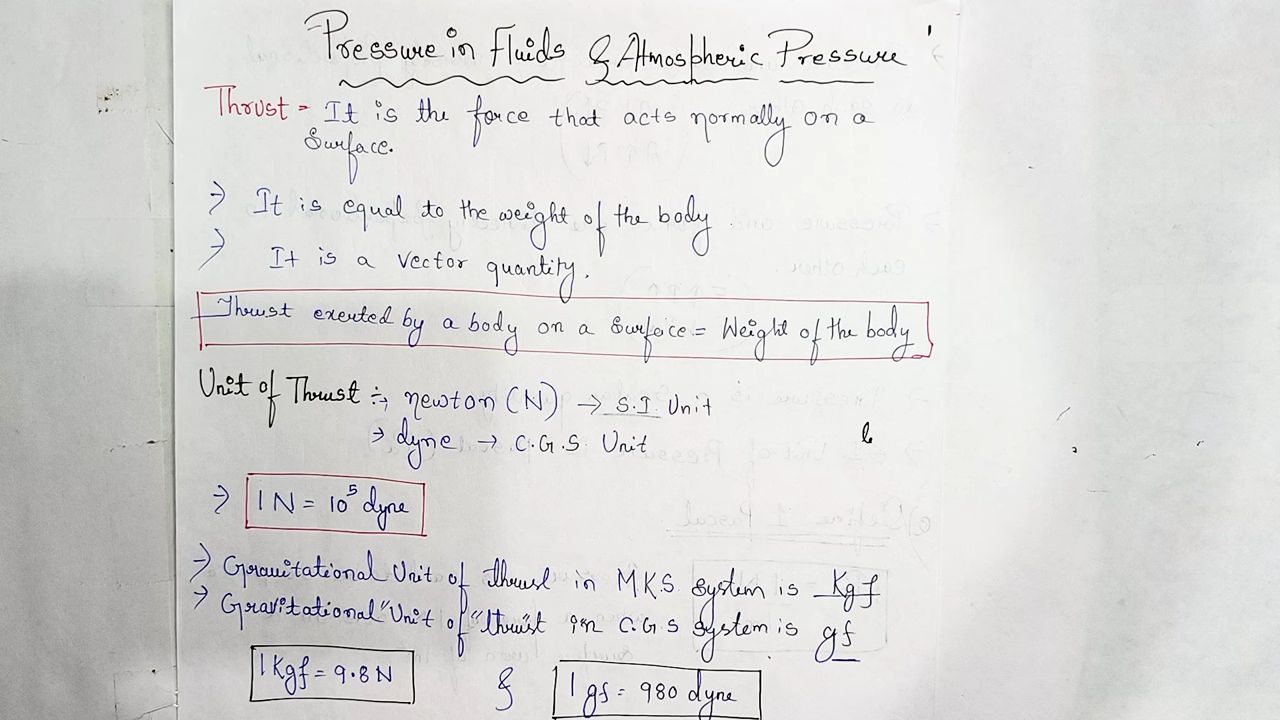 Pressure in Fluids & Atmospheric Pressure
Thrust = It is the force that acts normally on a
Surface.
→ It is equal to the weight of the body.
→ It is a vector quantity.
Thrust exerted by a body on a Surface = Weight of the body
Unit of Thrust ÷→ newton (N) → S.I. Unit
→ dyne → C.G.S. Unit
→ 1 N = 10⁵ dyne
→ Gravitational Unit of thrust in M.K.S. system is Kgf
→ Gravitational Unit of "thrust in C.G.S system is gf
1 Kgf = 9.8 N & 1 gf = 980 dyne